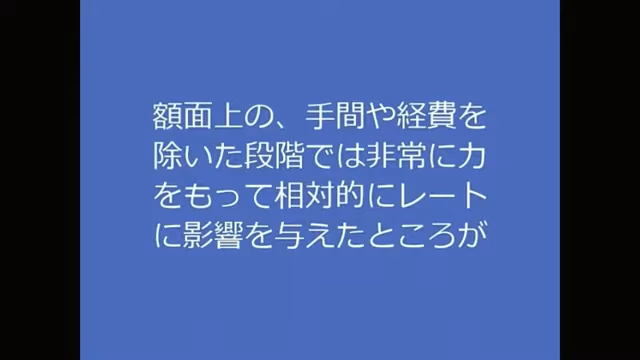 額面上の、手間や経費を
除いた段階では非常に力
をもって相対的にレート
に影響を与えたところが